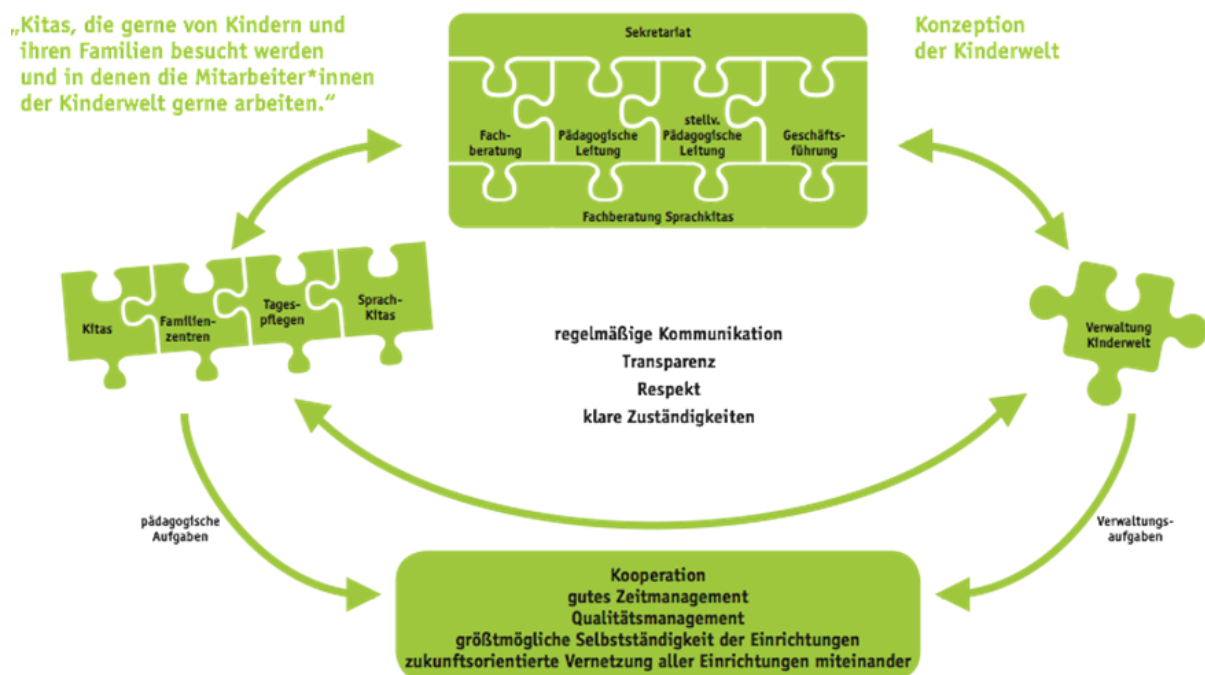 „Kitas, die gerne von Kindern und
ihren Familien besucht werden
und in denen die Mitarbeiter*innen
der Kinderwelt gerne arbeiten.“
Konzeption
der Kinderwelt
Sekretariat
Fach-
beratung
Pädagogische
Leitung
stellv.
Pädagogische
Leitung
Geschäfts-
führung
Fachberatung Sprachkitas
Kitas
Familien-
zentren
Tages-
pflegen
Sprach-
Kitas
regelmäßige Kommunikation
Transparenz
Respekt
klare Zuständigkeiten
Verwaltung
Kinderwelt
pädagogische
Aufgaben
Verwaltungs-
aufgaben
Kooperation
gutes Zeitmanagement
Qualitätsmanagement
größtmögliche Selbstständigkeit der Einrichtungen
zukunftsorientierte Vernetzung aller Einrichtungen miteinander